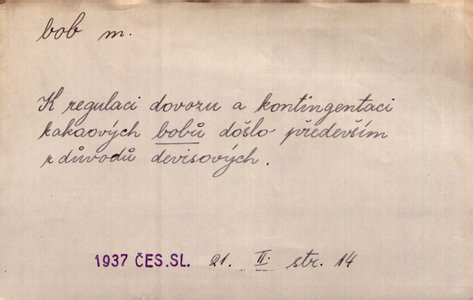 bob m.
K regulaci dovozu a kontingentaci
kakaových bobů došlo především
z důvodů devisových.
1937 ČES.SL. 21. II. str. 14